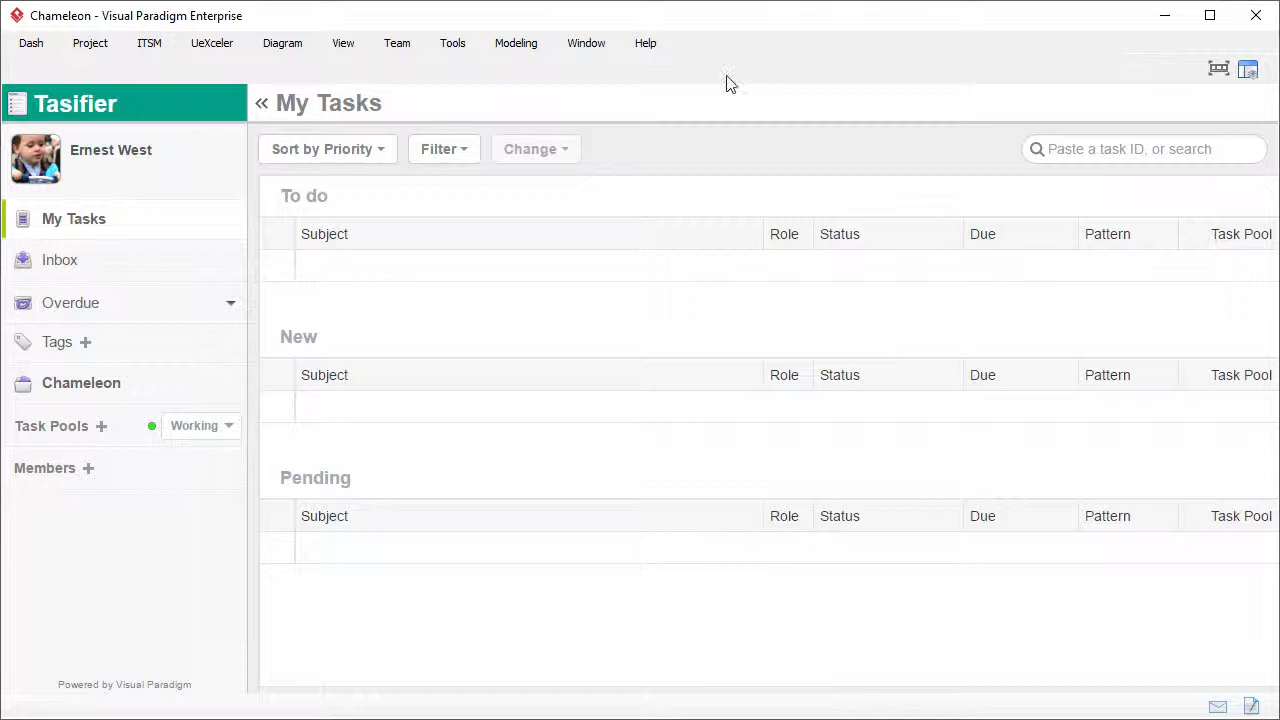 Chameleon - Visual Paradigm Enterprise
Dash Project ITSM UeXceler Diagram View Team Tools Modeling Window Help
Tasifier
My Tasks
Ernest West
Sort by Priority Filter Change Paste a task ID, or search
To do
My Tasks
Subject Role Status Due Pattern Task Pool
Inbox
Overdue
New
Tags
Subject Role Status Due Pattern Task Pool
Chameleon
Task Pools Working
Members
Pending
Subject Role Status Due Pattern Task Pool
Powered by Visual Paradigm